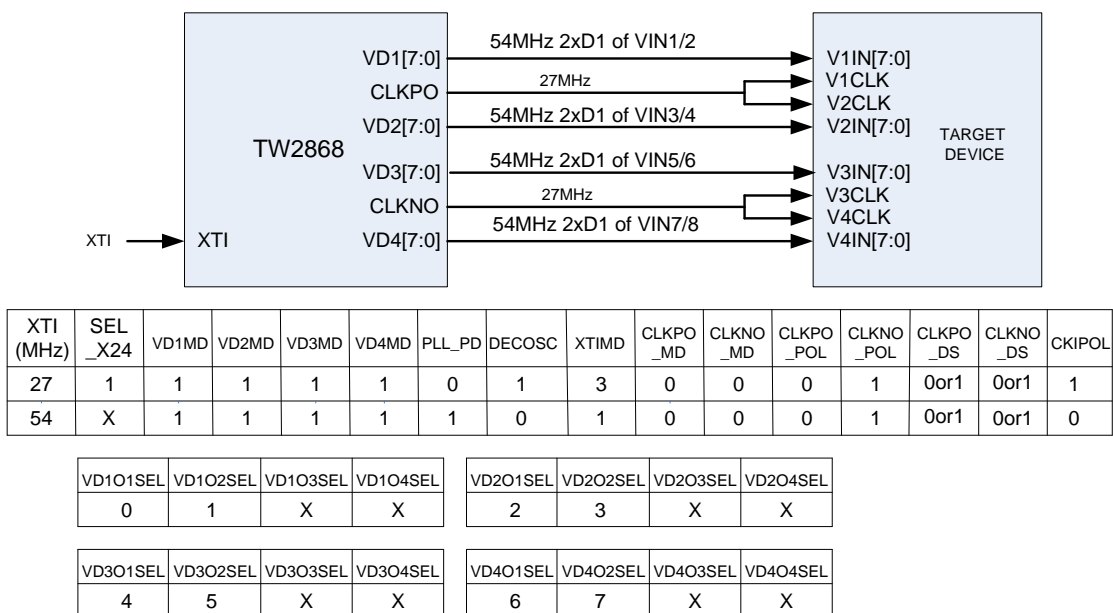 54MHz 2xD1 of VIN1/2
VD1[7:0]
V1IN[7:0]
27MHz
V1CLK
CLKPO
V2CLK
54MHz 2xD1 of VIN3/4
VD2[7:0]
V2IN[7:0]
TW2868
TARGET
DEVICE
54MHz 2xD1 of VIN5/6
VD3[7:0]
V3IN[7:0]
27MHz
V3CLK
CLKNO
V4CLK
54MHz 2xD1 of VIN7/8
XTI
XTI
VD4[7:0]
V4IN[7:0]
XTI (MHz) SEL _X24 VD1MD VD2MD VD3MD VD4MD PLL_PD DECOSC XTIMD CLKPO _MD CLKNO _MD CLKPO _POL CLKNO _POL CLKPO _DS CLKNO _DS CKIPOL
27 1 1 1 1 1 0 1 3 0 0 0 1 0or1 0or1 1
54 X 1 1 1 1 1 0 1 0 0 0 1 0or1 0or1 0
VD1O1SEL VD1O2SEL VD1O3SEL VD1O4SEL
0 1 X X
VD2O1SEL VD2O2SEL VD2O3SEL VD2O4SEL
2 3 X X
VD3O1SEL VD3O2SEL VD3O3SEL VD3O4SEL
4 5 X X
VD4O1SEL VD4O2SEL VD4O3SEL VD4O4SEL
6 7 X X